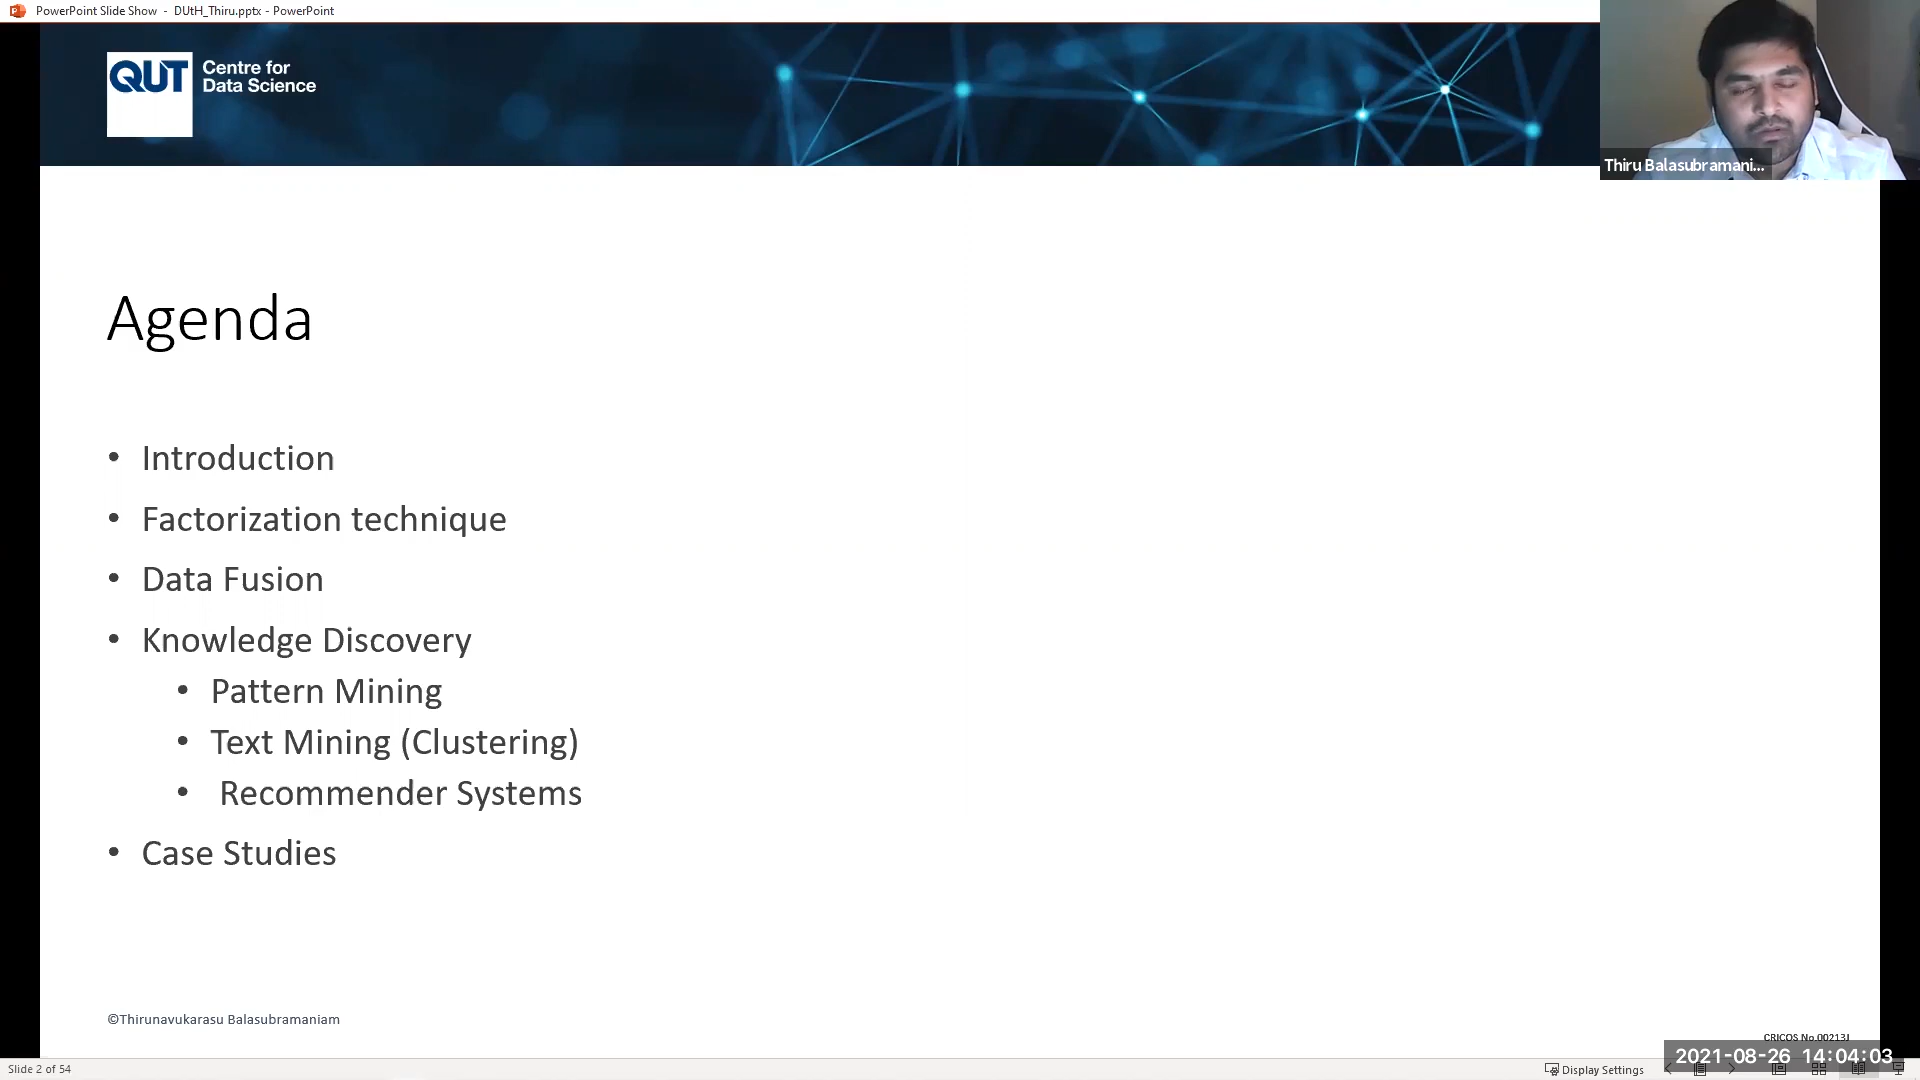 PowerPoint Slide Show - DUtH_Thiru.pptx - PowerPoint
QUT
Centre for
Data Science
Thiru Balasubramani...
Agenda
• Introduction
• Factorization technique
• Data Fusion
• Knowledge Discovery
• Pattern Mining
• Text Mining (Clustering)
• Recommender Systems
• Case Studies
©Thirunavukarasu Balasubramaniam
CRICOS No.00213J
2021-08-26 14:04:03
Slide 2 of 54
Display Settings